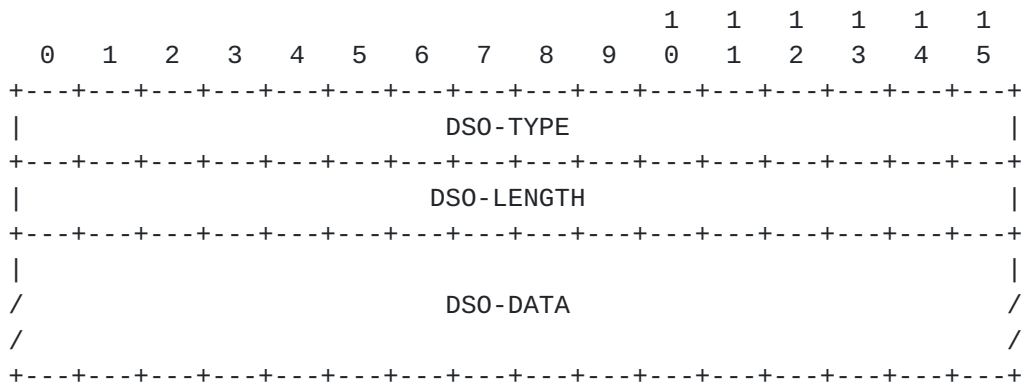 1   1   1   1   1   1
  0   1   2   3   4   5   6   7   8   9   0   1   2   3   4   5
+---+---+---+---+---+---+---+---+---+---+---+---+---+---+---+---+
|                           DSO-TYPE                            |
+---+---+---+---+---+---+---+---+---+---+---+---+---+---+---+---+
|                          DSO-LENGTH                           |
+---+---+---+---+---+---+---+---+---+---+---+---+---+---+---+---+
|                                                               |
/                           DSO-DATA                            /
/                                                               /
+---+---+---+---+---+---+---+---+---+---+---+---+---+---+---+---+